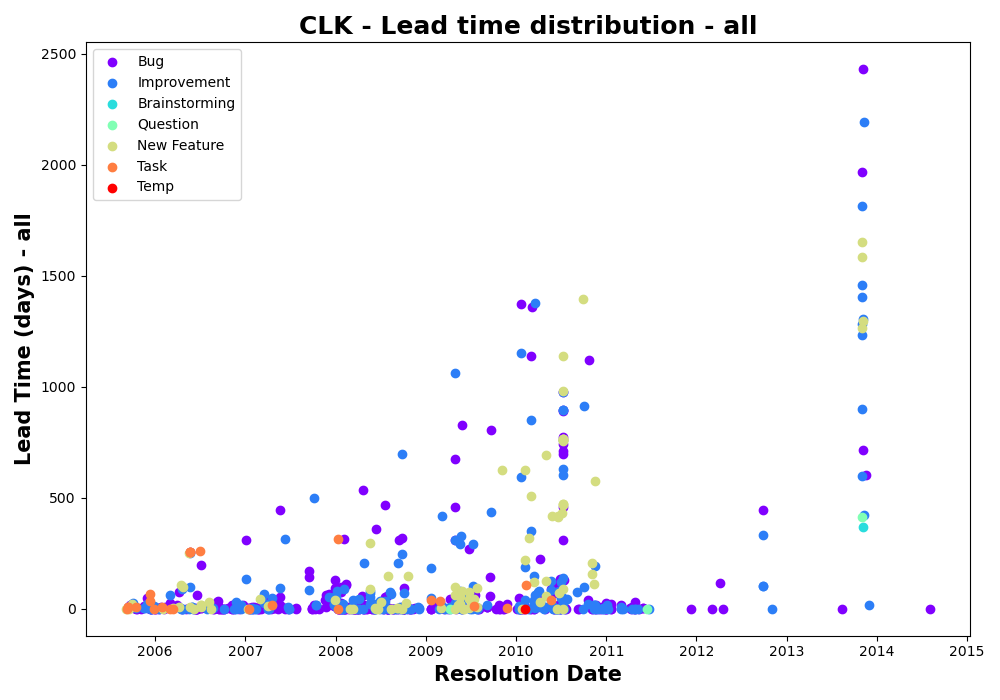 CLK - Lead time distribution - all
Bug
Improvement
Brainstorming
Question
New Feature
Task
Temp
Lead Time (days) - all
2500
2000
1500
1000
500
0
2006 2007 2008 2009 2010 2011 2012 2013 2014 2015
Resolution Date